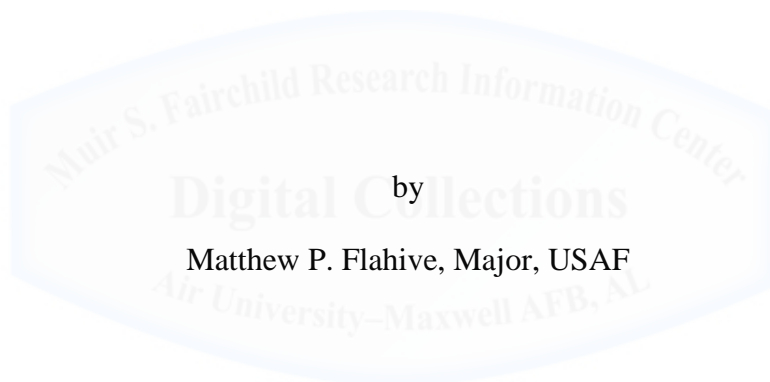 Muir S. Fairchild Research Information Center
Digital Collections
by
Matthew P. Flahive, Major, USAF
Air University–Maxwell AFB, AL